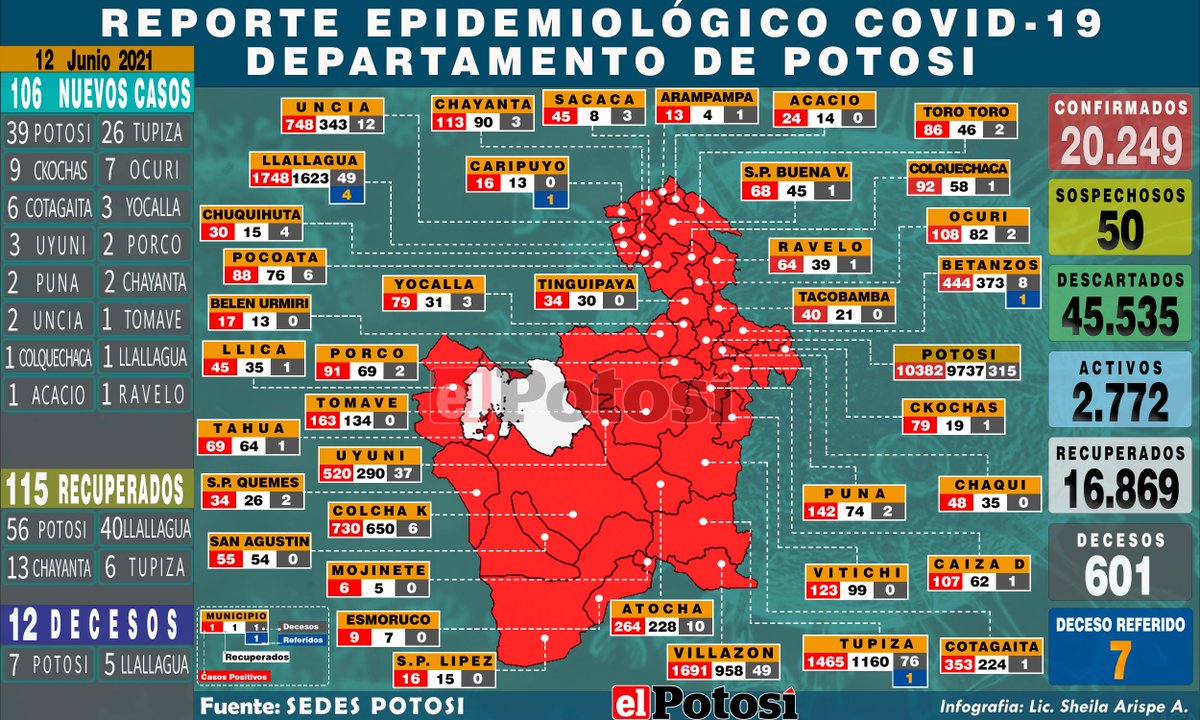 REPORTE EPIDEMIOLÓGICO COVID-19
DEPARTAMENTO DE POTOSI
12 Junio 2021
106 NUEVOS CASOS
39 POTOSI 26 TUPIZA
9 CKOCHAS 7 OCURI
6 COTAGAITA 3 YOCALLA
3 UYUNI 2 PORCO
2 PUNA 2 CHAYANTA
2 UNCIA 1 TOMAVE
1 COLQUECHACA 1 LLALLAGUA
1 ACACIO 1 RAVELO
115 RECUPERADOS
56 POTOSI 40 LLALLAGUA
13 CHAYANTA 6 TUPIZA
12 DECESOS
7 POTOSI 5 LLALLAGUA
UNCIA
748 343 12
CHAYANTA
113 90 3
SACACA
45 8 3
ARAMPAMPA
13 4 1
ACACIO
24 14 0
TORO TORO
86 46 2
LLALLAGUA
1748 1623 49
4
CARIPUYO
16 13 0
1
S.P. BUENA V.
68 45 1
COLQUECHACA
92 58 1
CHUQUIHUTA
30 15 4
OCURI
108 82 2
POCOATA
88 76 6
RAVELO
64 39 1
BETANZOS
444 373 8
1
YOCALLA
79 31 3
TINGUIPAYA
34 30 0
TACOBAMBA
40 21 0
BELEN URMIRI
17 13 0
LLICA
45 35 1
PORCO
91 69 2
POTOSI
10382 9737 315
el Potosí
TOMAVE
163 134 0
CKOCHAS
79 19 1
TAHUA
69 64 1
UYUNI
520 290 37
S.P. QUEMES
34 26 2
PUNA
142 74 2
CHAQUI
48 35 0
COLCHA K
730 650 6
SAN AGUSTIN
55 54 0
MOJINETE
6 5 0
VITICHI
123 99 0
CAIZA D
107 62 1
ESMORUCO
9 7 0
ATOCHA
264 228 10
S.P. LIPEZ
16 15 0
VILLAZON
1691 958 49
TUPIZA
1465 1160 76
1
COTAGAITA
353 224 1
MUNICIPIO
1 1 1 Decesos
1 Referidos
Recuperados
Casos Positivos
CONFIRMADOS
20.249
SOSPECHOSOS
50
DESCARTADOS
45.535
ACTIVOS
2.772
RECUPERADOS
16.869
DECESOS
601
DECESO REFERIDO
7
Fuente: SEDES POTOSI
el Potosí
Infografia: Lic. Sheila Arispe A.